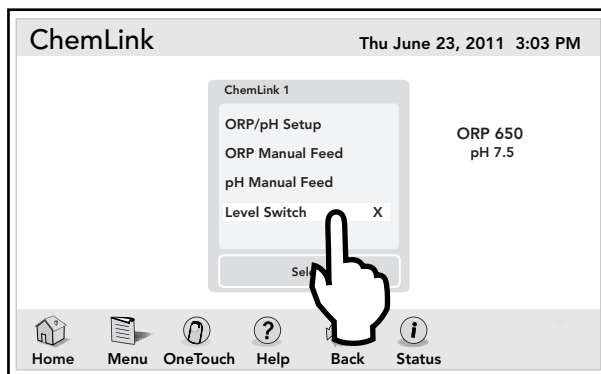 ChemLink
Thu June 23, 2011 3:03 PM
ChemLink 1
ORP/pH Setup
ORP Manual Feed
pH Manual Feed
Level Switch X
ORP 650
pH 7.5
Home Menu OneTouch Help Back Status